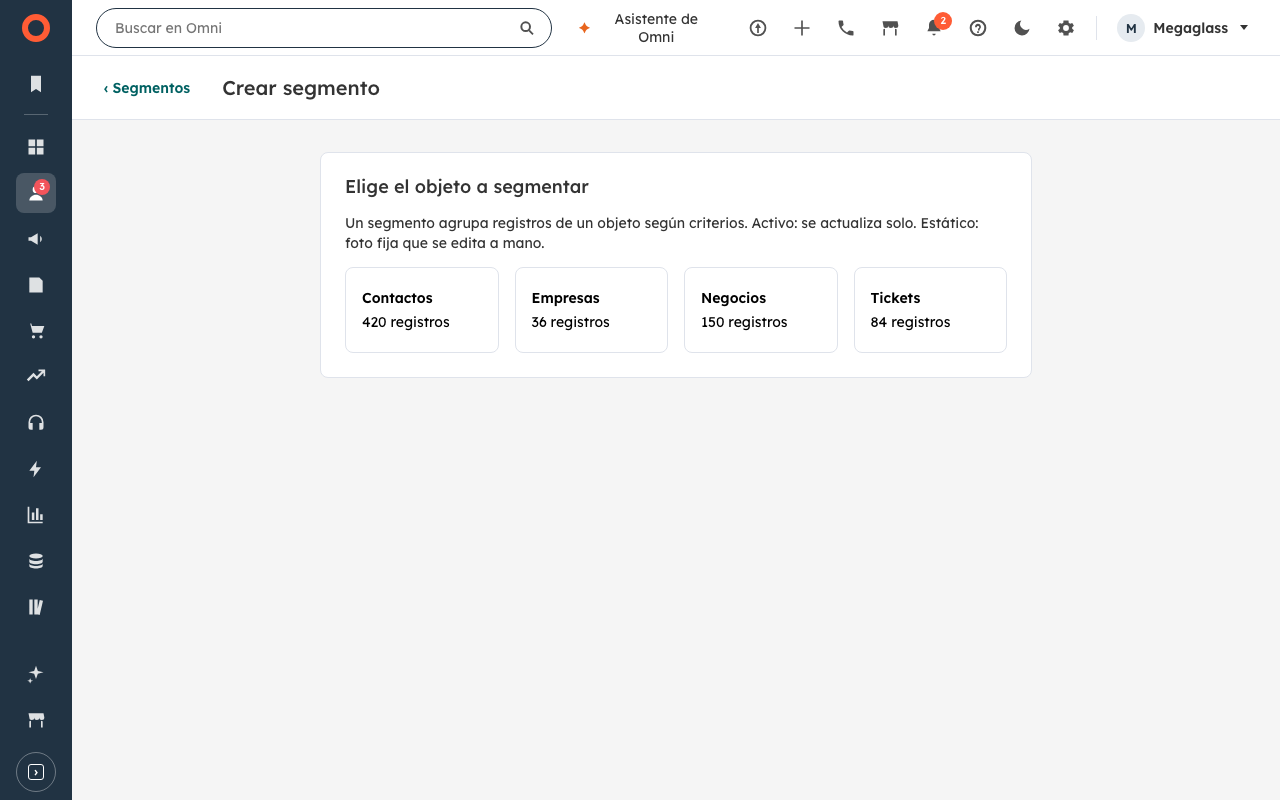 Buscar en Omni
Asistente de
Omni
2
M
Megaglass
‹ Segmentos
Crear segmento
3
Elige el objeto a segmentar
Un segmento agrupa registros de un objeto según criterios. Activo: se actualiza solo. Estático:
foto fija que se edita a mano.
Contactos
420 registros
Empresas
36 registros
Negocios
150 registros
Tickets
84 registros